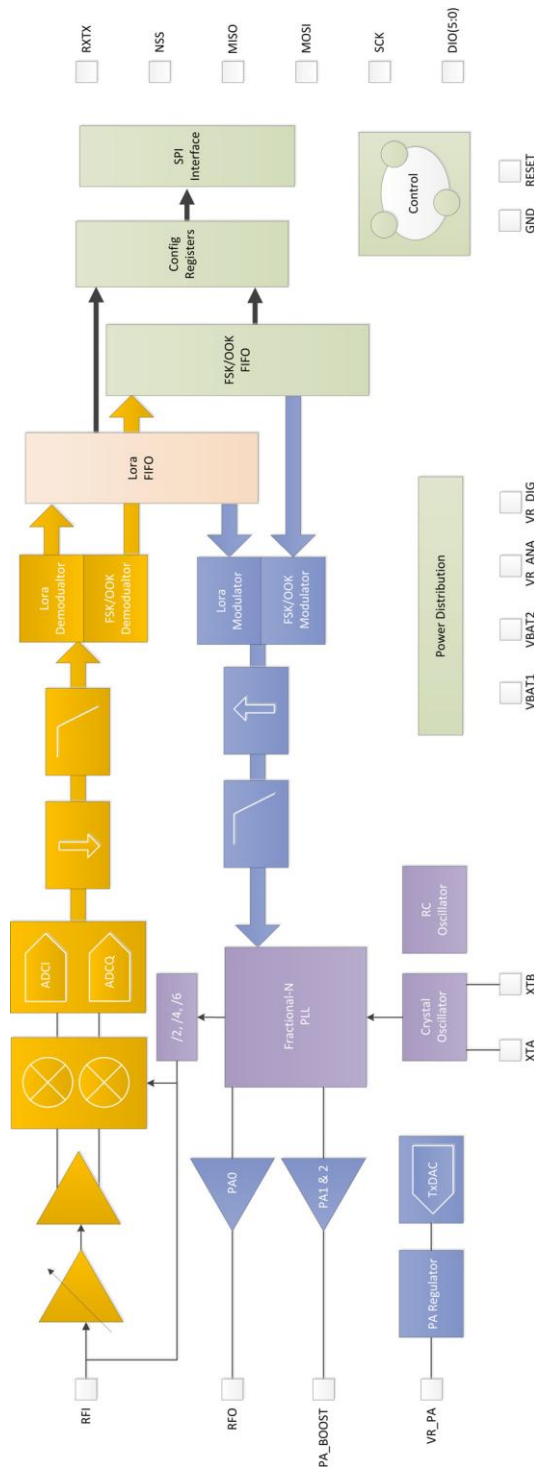 RFI
RFO
PA_BOOST
VR_PA
PA0
PA1 & 2
PA Regulator
TxDAC
ADCI
ADCQ
/2, /4, /6
Fractional-N
PLL
Crystal
Oscillator
XTA
XTB
RC
Oscillator
Lora
Demodualtor
FSK/OOK
Demodualtor
Lora
Modulator
FSK/OOK
Modulator
Lora
FIFO
FSK/OOK
FIFO
Config
Registers
SPI
Interface
Power Distribution
VBAT1
VBAT2
VR_ANA
VR_DIG
Control
GND
RESET
RXTX
NSS
MISO
MOSI
SCK
DIO(5:0)